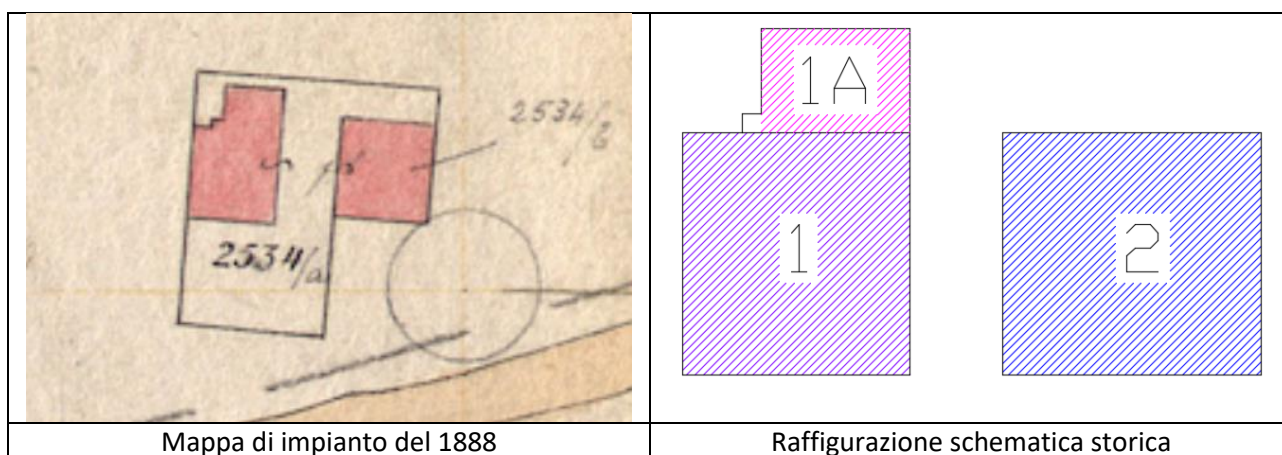 2534/b
2534/a
Mappa di impianto del 1888
1A
1
2
Raffigurazione schematica storica